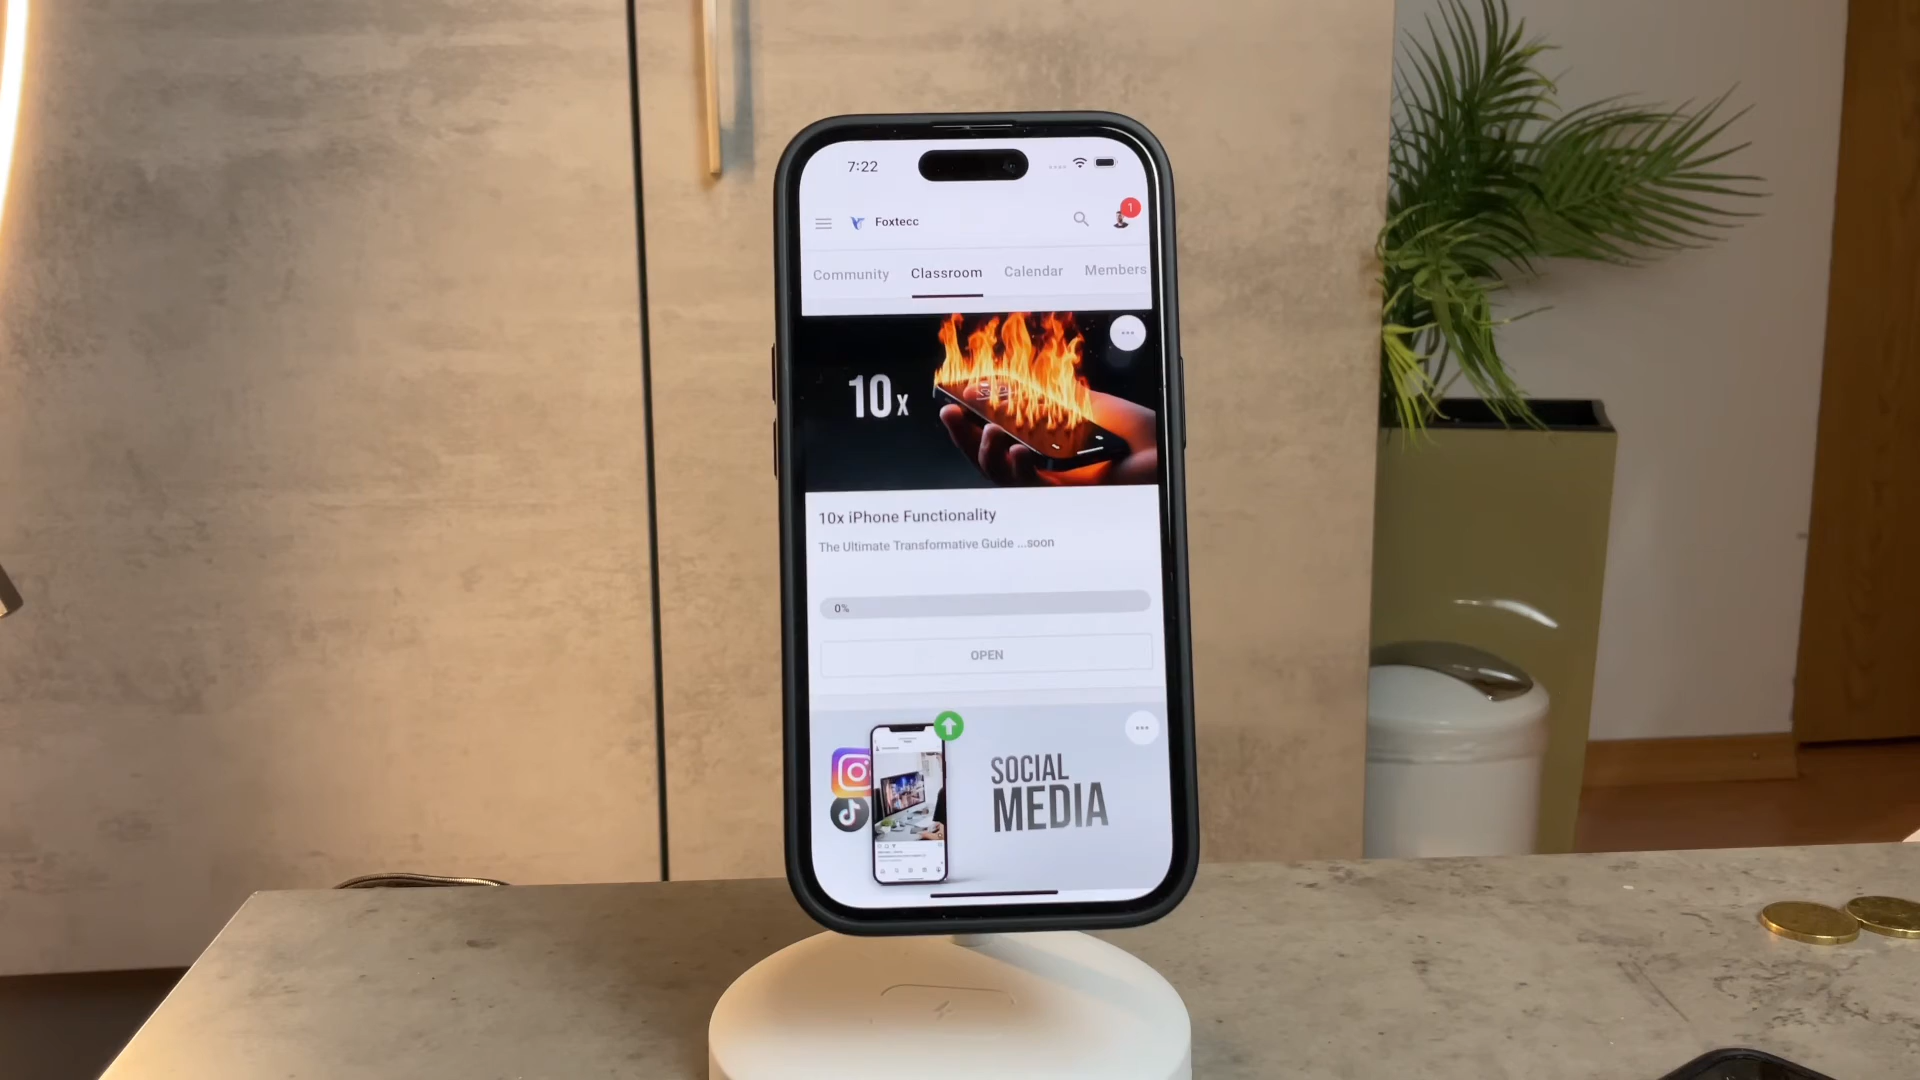 7:22
Foxtecc
1
Community Classroom Calendar Members
10x
10x iPhone Functionality
The Ultimate Transformative Guide ...soon
0%
OPEN
SOCIAL
MEDIA